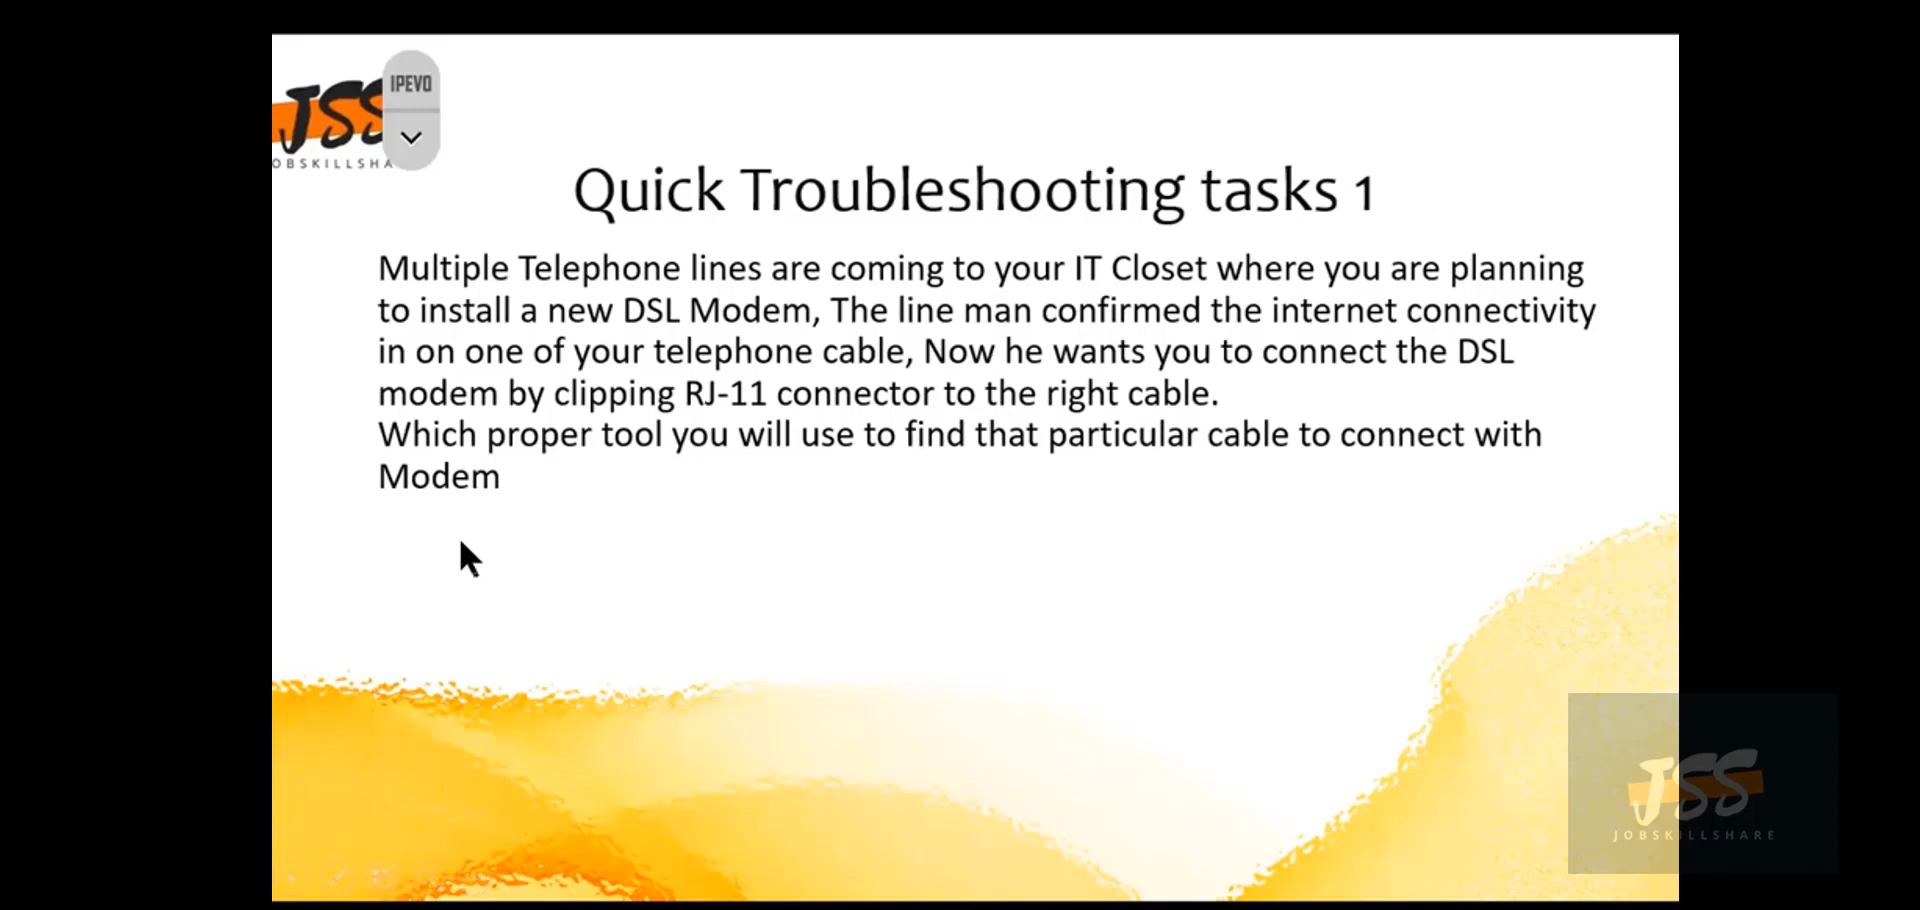 JSS
IPEVO
OBSKILLSHA
Quick Troubleshooting tasks 1
Multiple Telephone lines are coming to your IT Closet where you are planning
to install a new DSL Modem, The line man confirmed the internet connectivity
in on one of your telephone cable, Now he wants you to connect the DSL
modem by clipping RJ-11 connector to the right cable.
Which proper tool you will use to find that particular cable to connect with
Modem
JSS
JOBSKILLSHARE